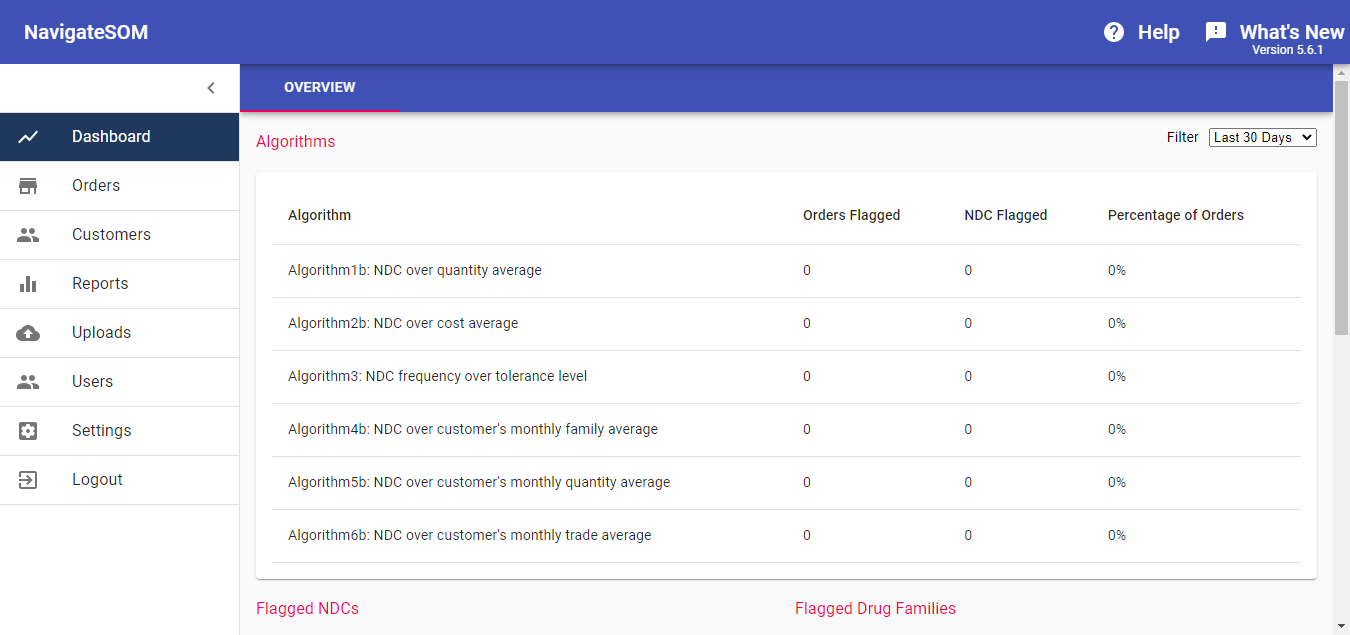 NavigateSOM
Help
What's New
Version 5.6.1
OVERVIEW
Dashboard
Orders
Customers
Reports
Uploads
Users
Settings
Logout
Algorithms
Filter Last 30 Days
Algorithm Orders Flagged NDC Flagged Percentage of Orders
Algorithm1b: NDC over quantity average 0 0 0%
Algorithm2b: NDC over cost average 0 0 0%
Algorithm3: NDC frequency over tolerance level 0 0 0%
Algorithm4b: NDC over customer's monthly family average 0 0 0%
Algorithm5b: NDC over customer's monthly quantity average 0 0 0%
Algorithm6b: NDC over customer's monthly trade average 0 0 0%
Flagged NDCs
Flagged Drug Families